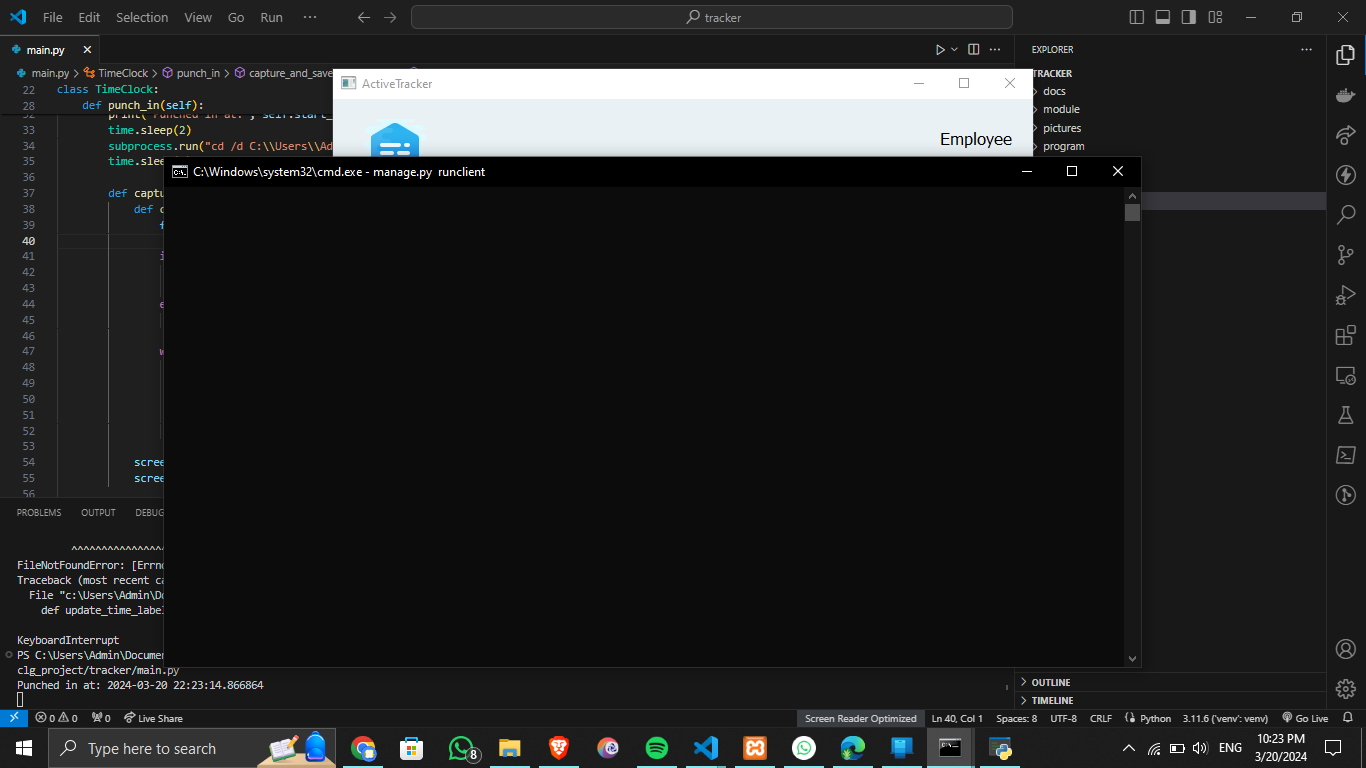 File Edit Selection View Go Run ··· tracker
main.py
main.py > TimeClock > punch_in > capture_and_save
22 class TimeClock:
28 def punch_in(self):
32 print("Punched in at:", self.start_
33 time.sleep(2)
34 subprocess.run("cd /d C:\\Users\\Ad
35 time.slee
36
37 def captu
38 def c
39 f
40
41 i
42
43
44 e
45
46
47 w
48
49
50
51
52
53
54 scree
55 scree
56
ActiveTracker
Employee
C:\Windows\system32\cmd.exe - manage.py runclient
PROBLEMS OUTPUT DEBUG
^^^^^^^^^^^^^^^^
FileNotFoundError: [Errno
Traceback (most recent ca
File "c:\Users\Admin\Do
def update_time_label
KeyboardInterrupt
PS C:\Users\Admin\Documen
clg_project/tracker/main.py
Punched in at: 2024-03-20 22:23:14.866864
EXPLORER ···
TRACKER
docs
module
pictures
program
OUTLINE
TIMELINE
0 0 0 Live Share Screen Reader Optimized Ln 40, Col 1 Spaces: 8 UTF-8 CRLF Python 3.11.6 ('venv': venv) Go Live
Type here to search 8 ENG 10:23 PM
3/20/2024